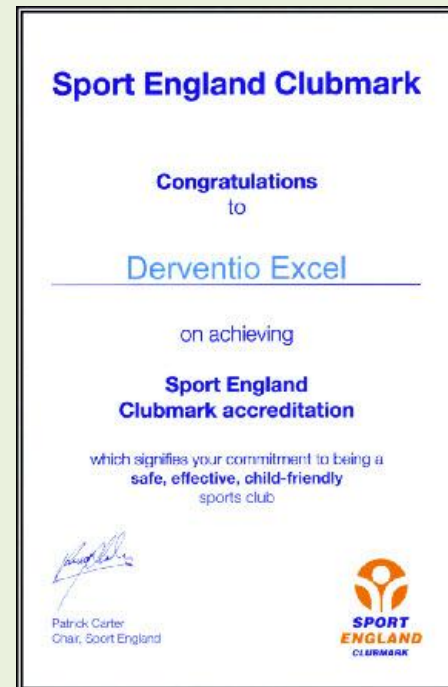 Sport England Clubmark
Congratulations
to
Derventio Excel
on achieving
Sport England
Clubmark accreditation
which signifies your commitment to being a
safe, effective, child-friendly
sports club
Patrick Carter
Chair, Sport England
SPORT
ENGLAND
CLUBMARK